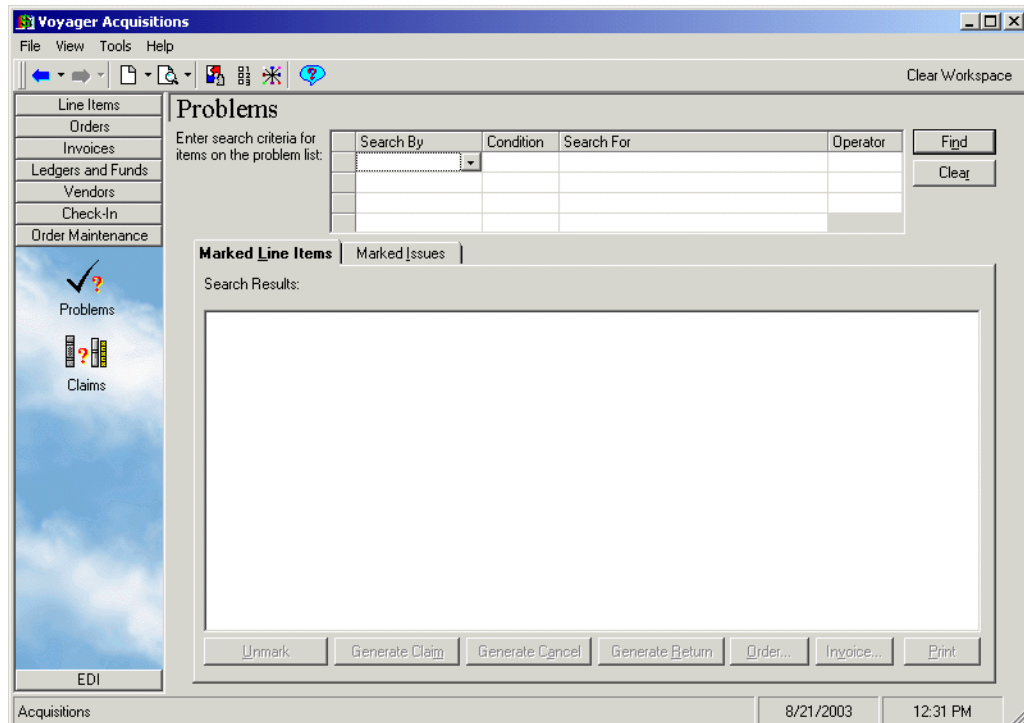 Voyager Acquisitions
File View Tools Help
Clear Workspace
Line Items
Orders
Invoices
Ledgers and Funds
Vendors
Check-In
Order Maintenance
Problems
Claims
EDI
Problems
Enter search criteria for
items on the problem list:
Search By Condition Search For Operator
Find
Clear
Marked Line Items Marked Issues
Search Results:
Unmark Generate Claim Generate Cancel Generate Return Order... Invoice... Print
Acquisitions 8/21/2003 12:31 PM